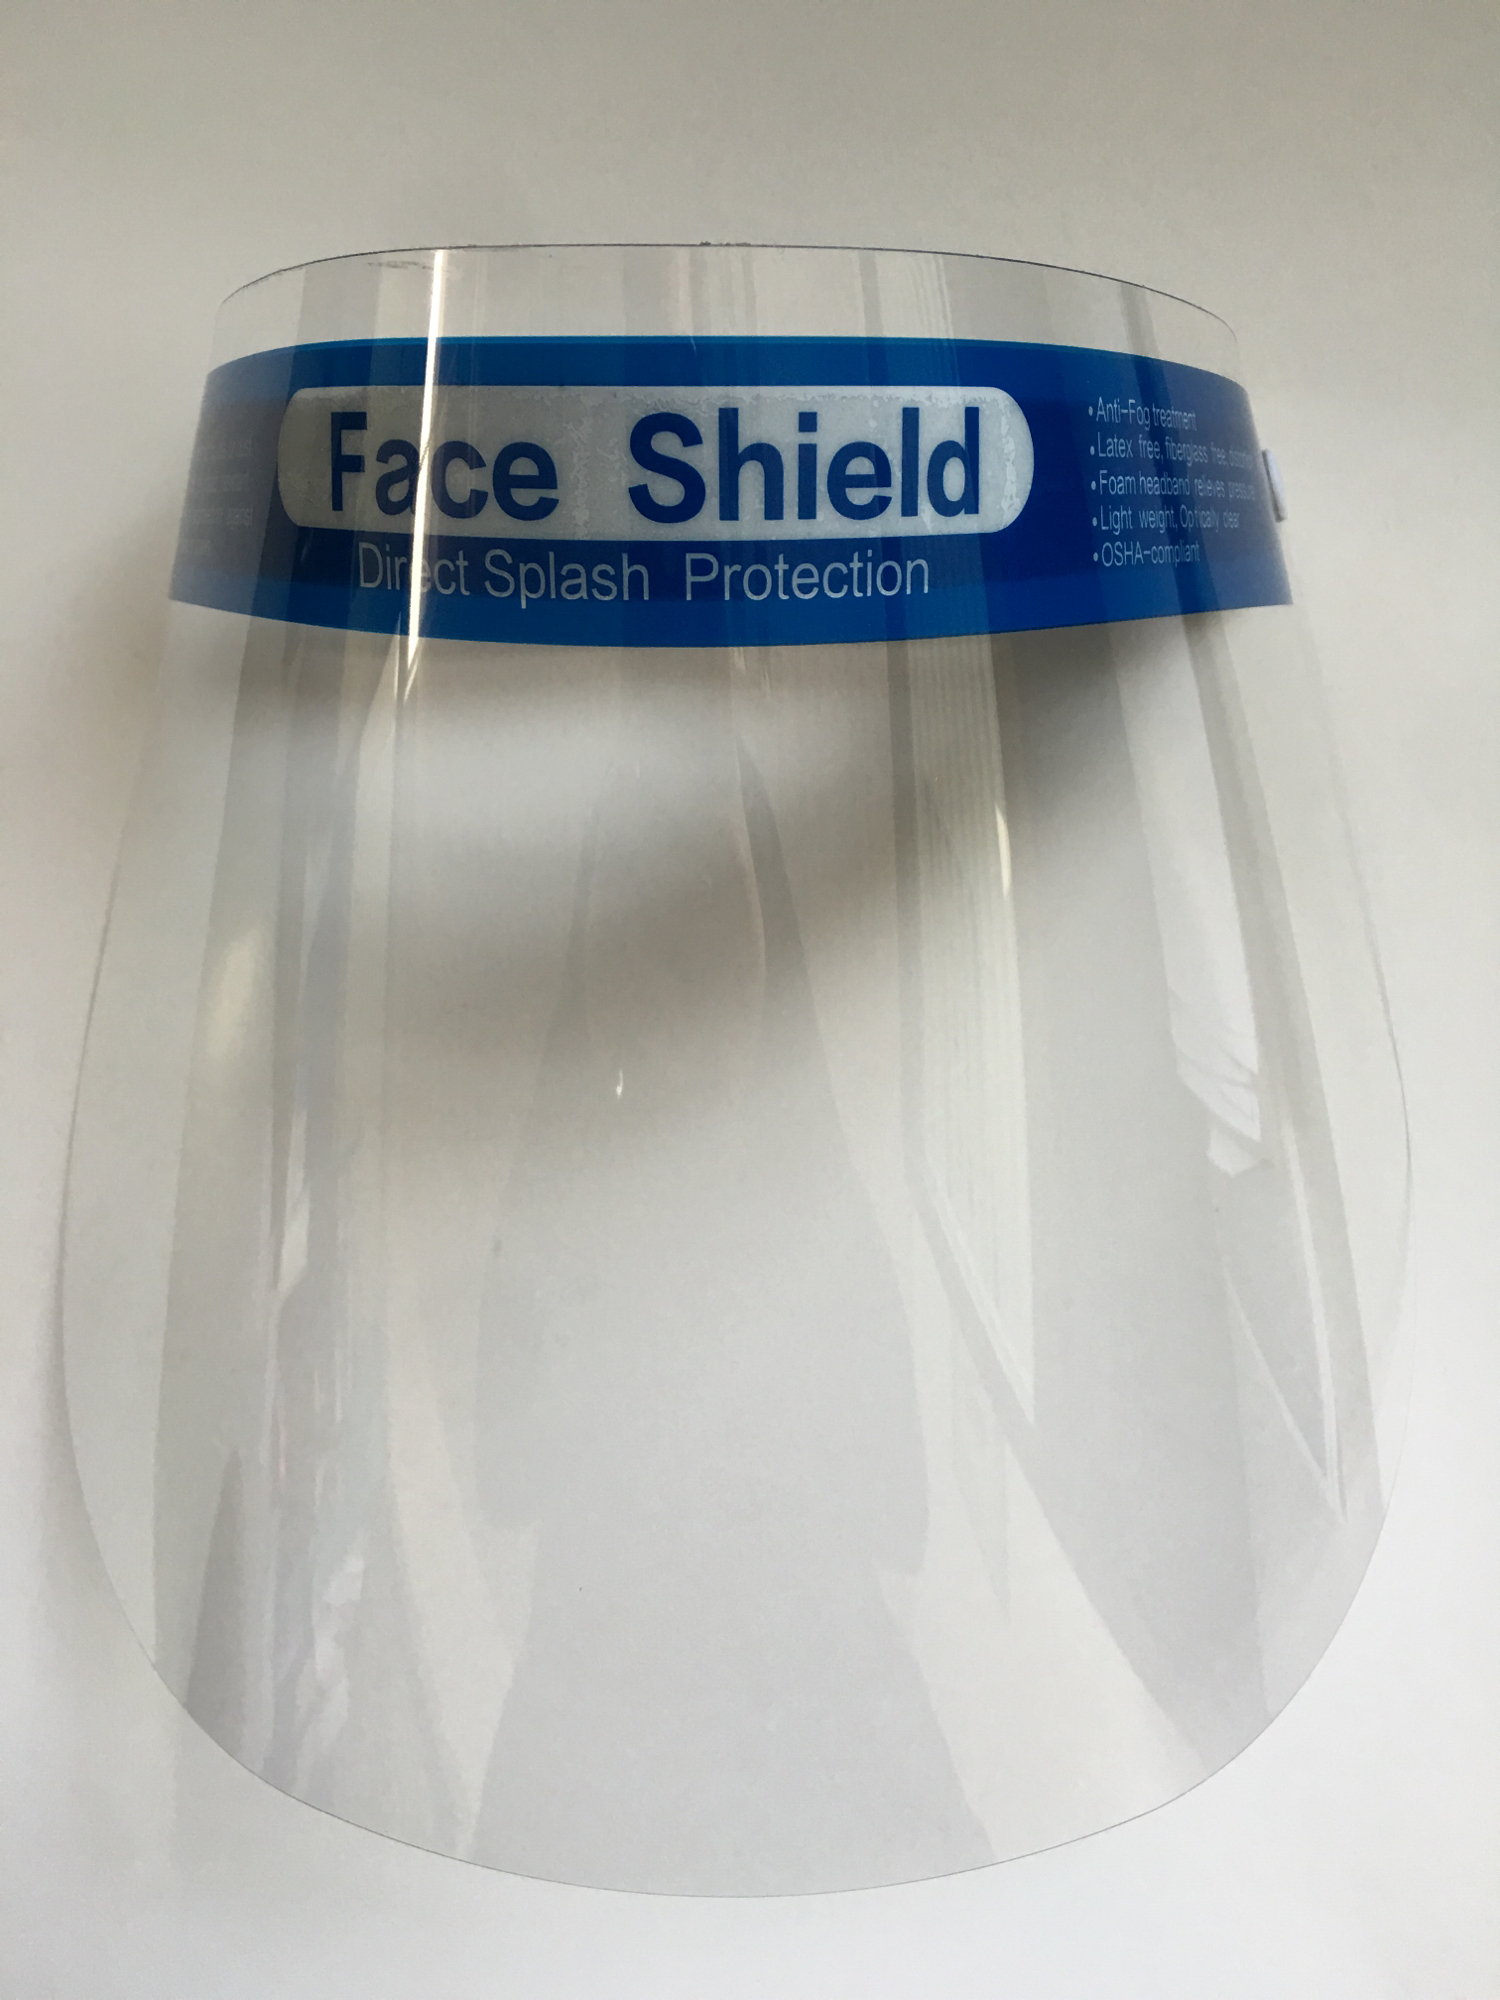 Face Shield
Direct Splash Protection
•Anti-Fog treatment
•Latex free, fiberglass free
•Foam headband relieves pressure
•Light weight, Optically clear
•OSHA-compliant